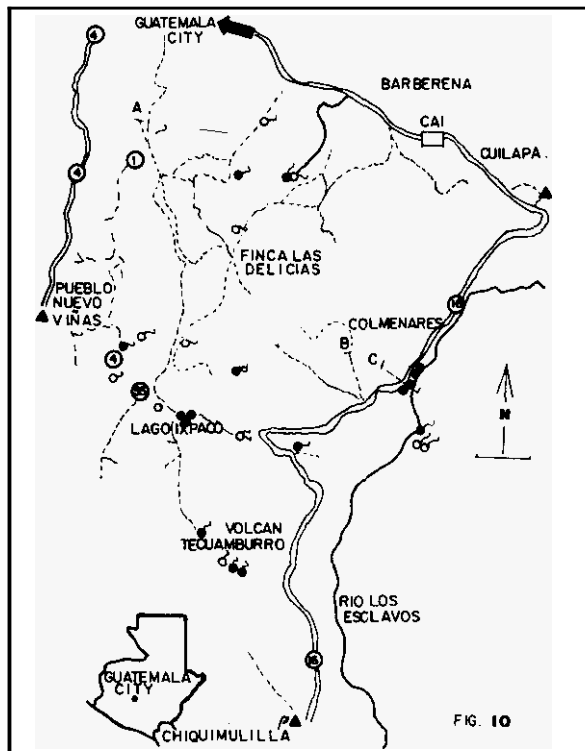 4
GUATEMALA
CITY
BARBERENA
A
CAI
4
1
CUILAPA.
FINCA LAS
DELICIAS
PUEBLO
NUEVO
VIÑAS
16
COLMENARES
B
C
4
LAGO IXPACO
N
VOLCAN
TECUAMBURRO
RIO LOS
ESCLAVOS
GUATEMALA
CITY
16
CHIQUIMULILLA
FIG. 10